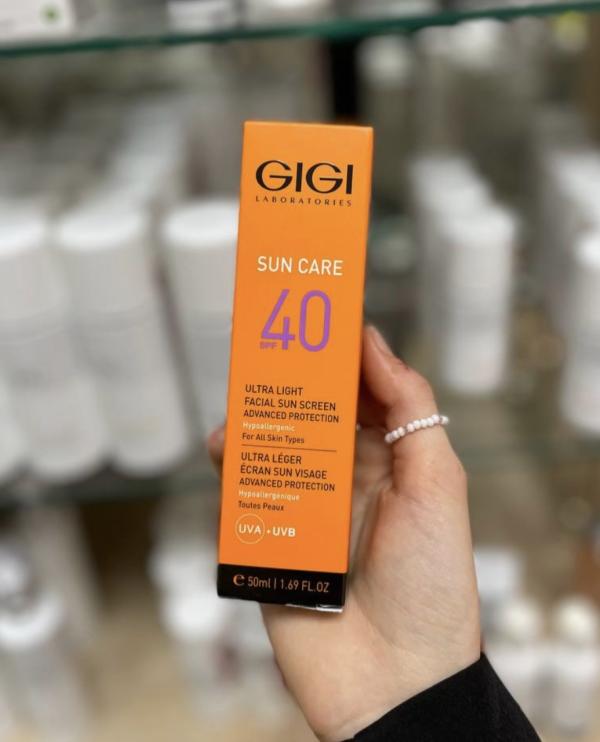 GIGI
LABORATORIES
SUN CARE
SPF 40
ULTRA LIGHT
FACIAL SUN SCREEN
ADVANCED PROTECTION
Hypoallergenic
For All Skin Types
ULTRA LÉGER
ÉCRAN SUN VISAGE
ADVANCED PROTECTION
Hypoallergenique
Toutes Peaux
UVA + UVB
℮ 50ml | 1.69 FL.OZ